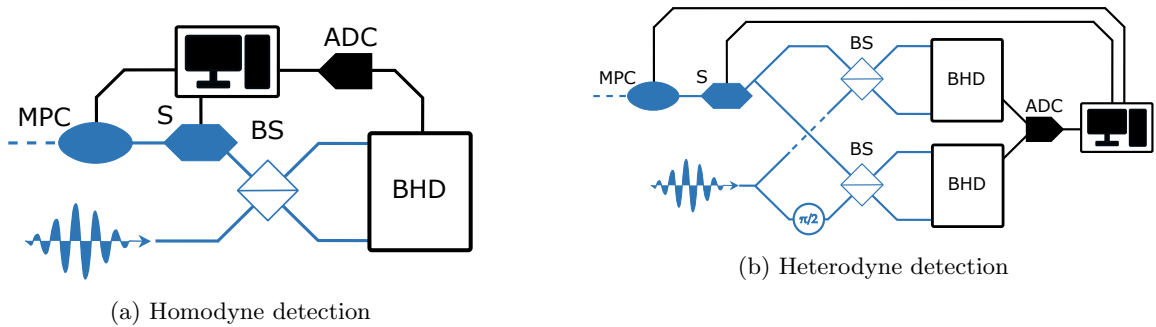 ADC
MPC
S
BS
BHD
(a) Homodyne detection
BS
MPC
S
BHD
ADC
BS
BHD
π/2
(b) Heterodyne detection